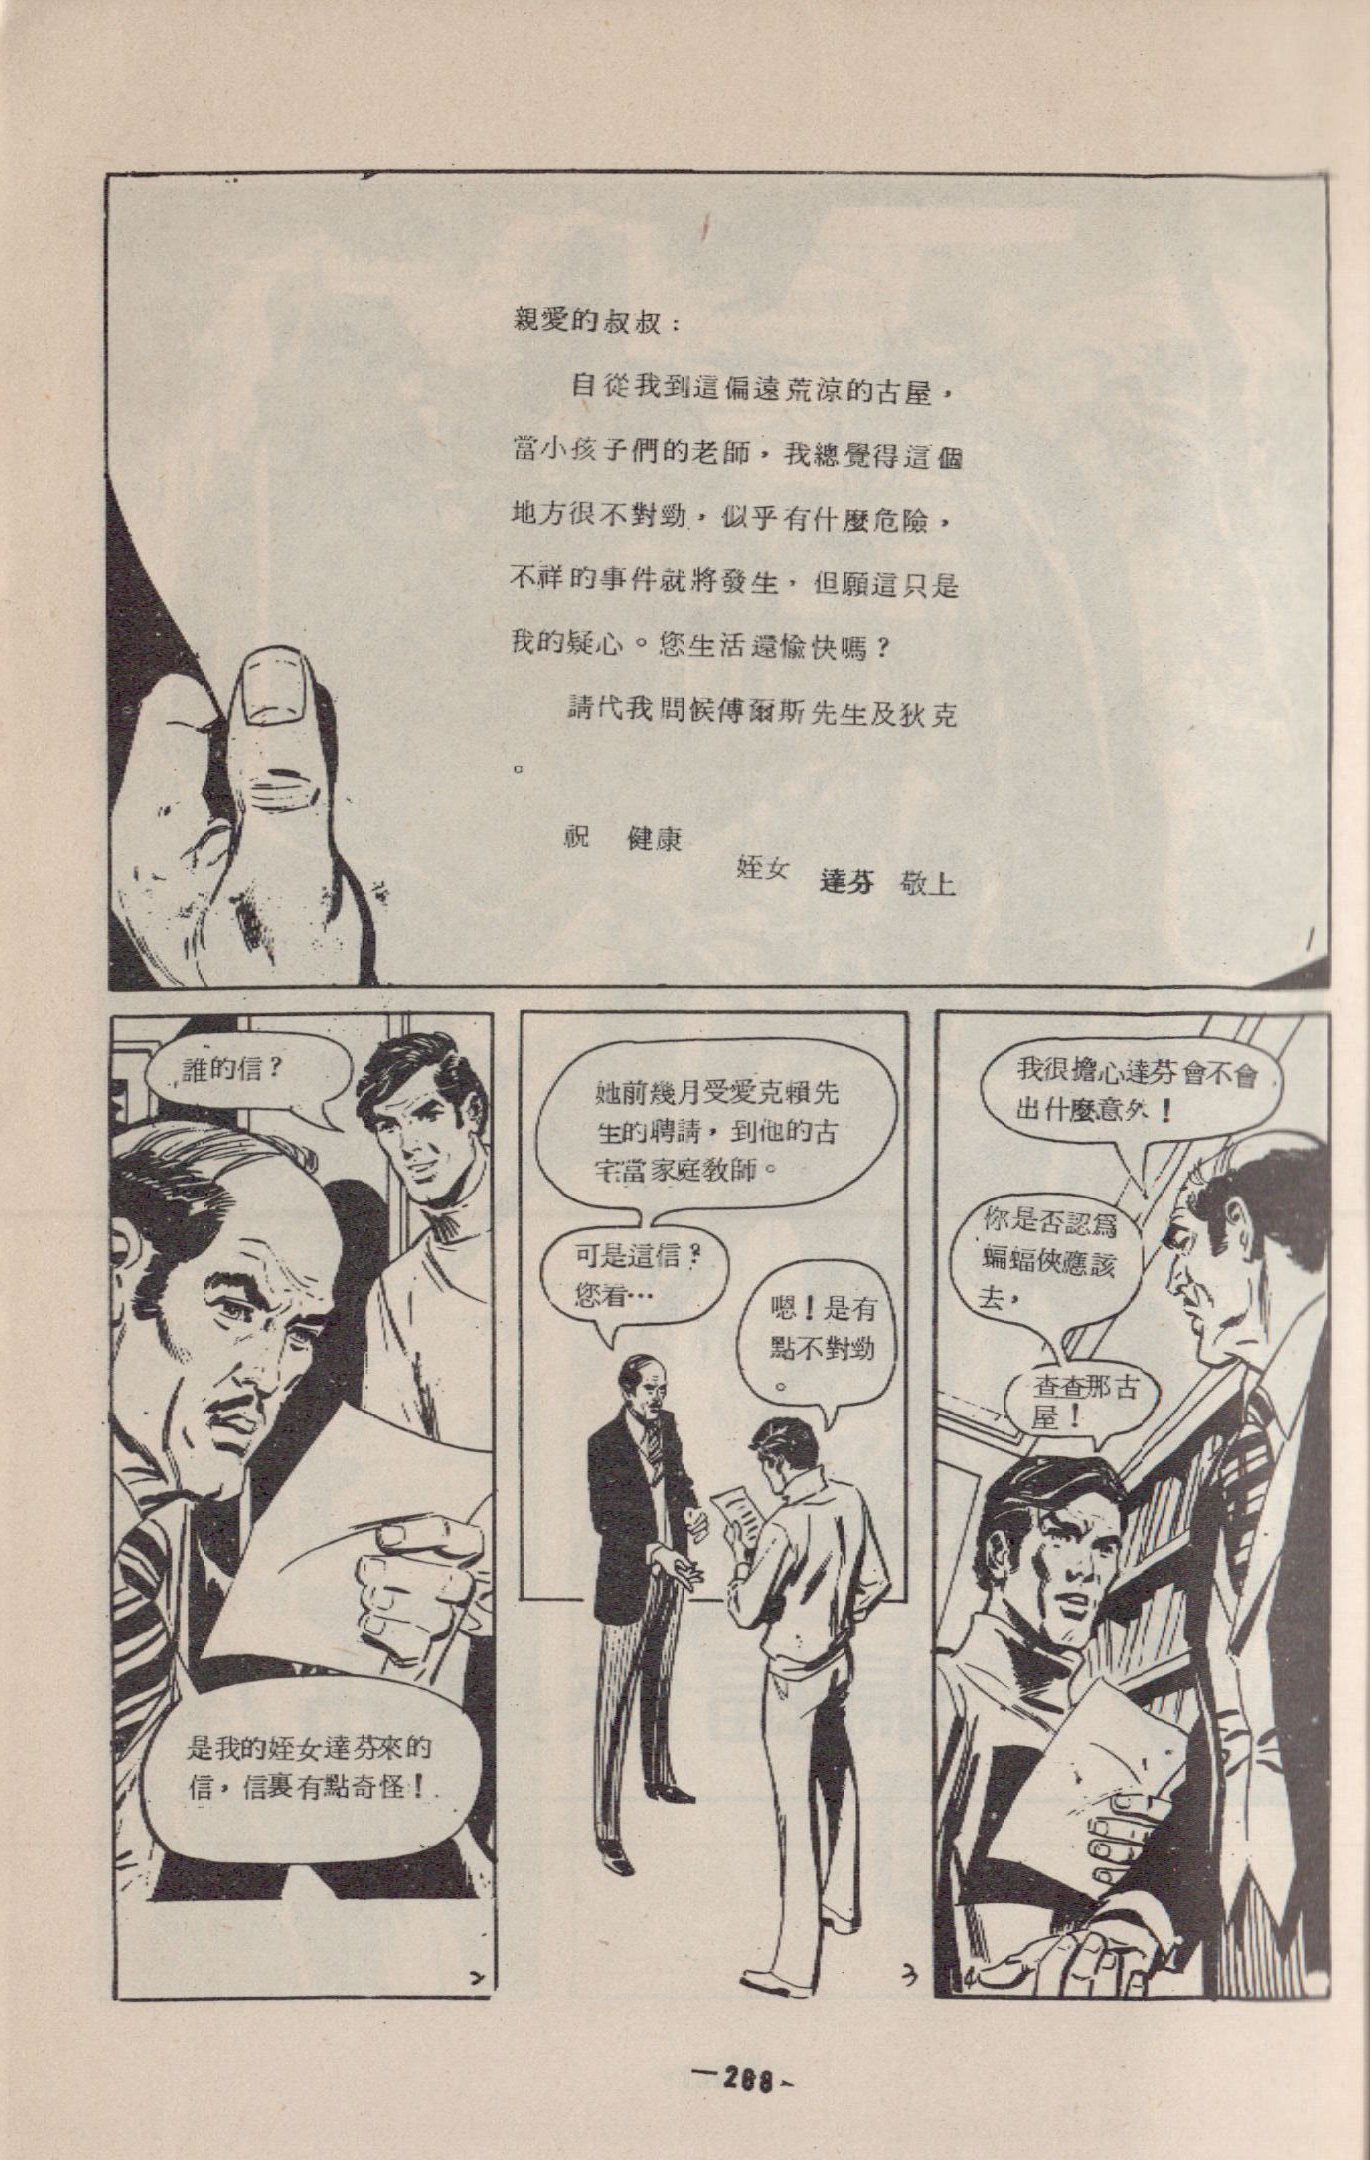 親愛的叔叔：
自從我到這偏遠荒涼的古屋，
當小孩子們的老師，我總覺得這個
地方很不對勁，似乎有什麼危險，
不祥的事件就將發生，但願這只是
我的疑心。您生活還愉快嗎？
請代我問候傅爾斯先生及狄克
。
祝　健康
姪女　達芬　敬上
1
誰的信？
是我的姪女達芬來的
信，信裏有點奇怪！
2
她前幾月受愛克賴先
生的聘請，到他的古
宅當家庭教師。
可是這信？
您看…
嗯！是有
點不對勁
。
3
我很擔心達芬會不會
出什麼意外！
你是否認爲
蝙蝠俠應該
去，
查查那古
屋！
4
—268-